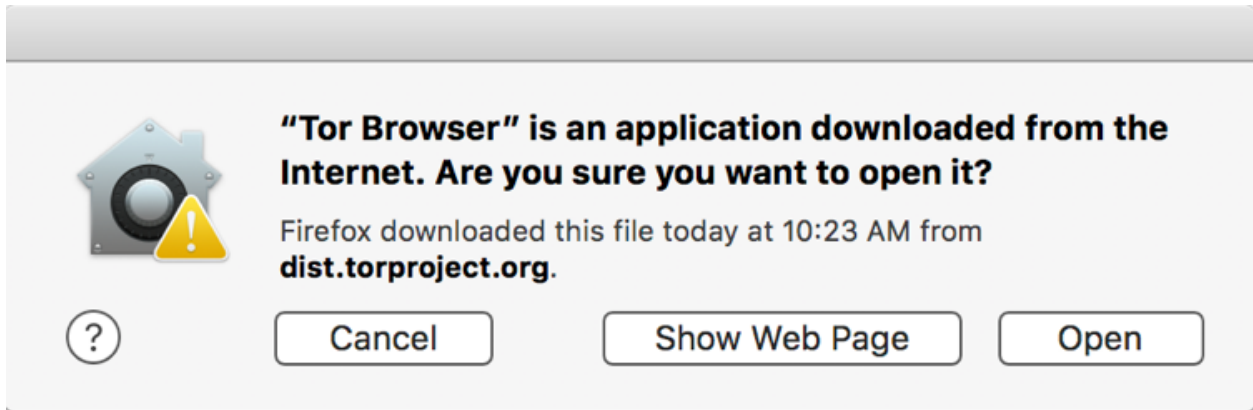 “Tor Browser” is an application downloaded from the
Internet. Are you sure you want to open it?
Firefox downloaded this file today at 10:23 AM from
dist.torproject.org.
?
Cancel
Show Web Page
Open